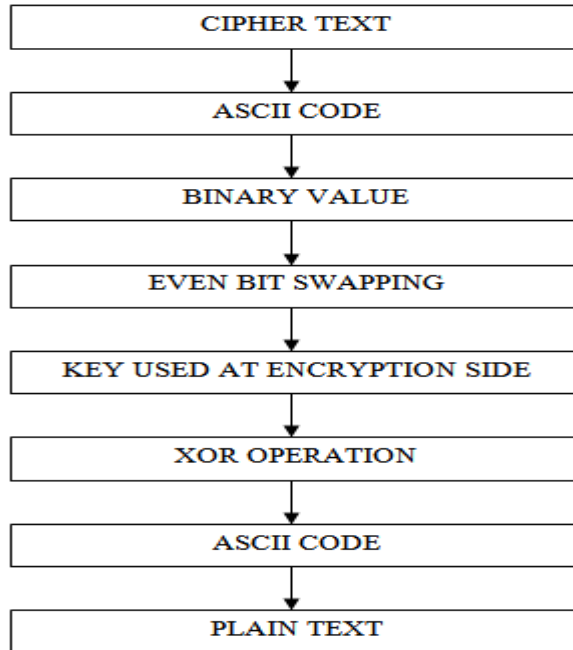 CIPHER TEXT
ASCII CODE
BINARY VALUE
EVEN BIT SWAPPING
KEY USED AT ENCRYPTION SIDE
XOR OPERATION
ASCII CODE
PLAIN TEXT